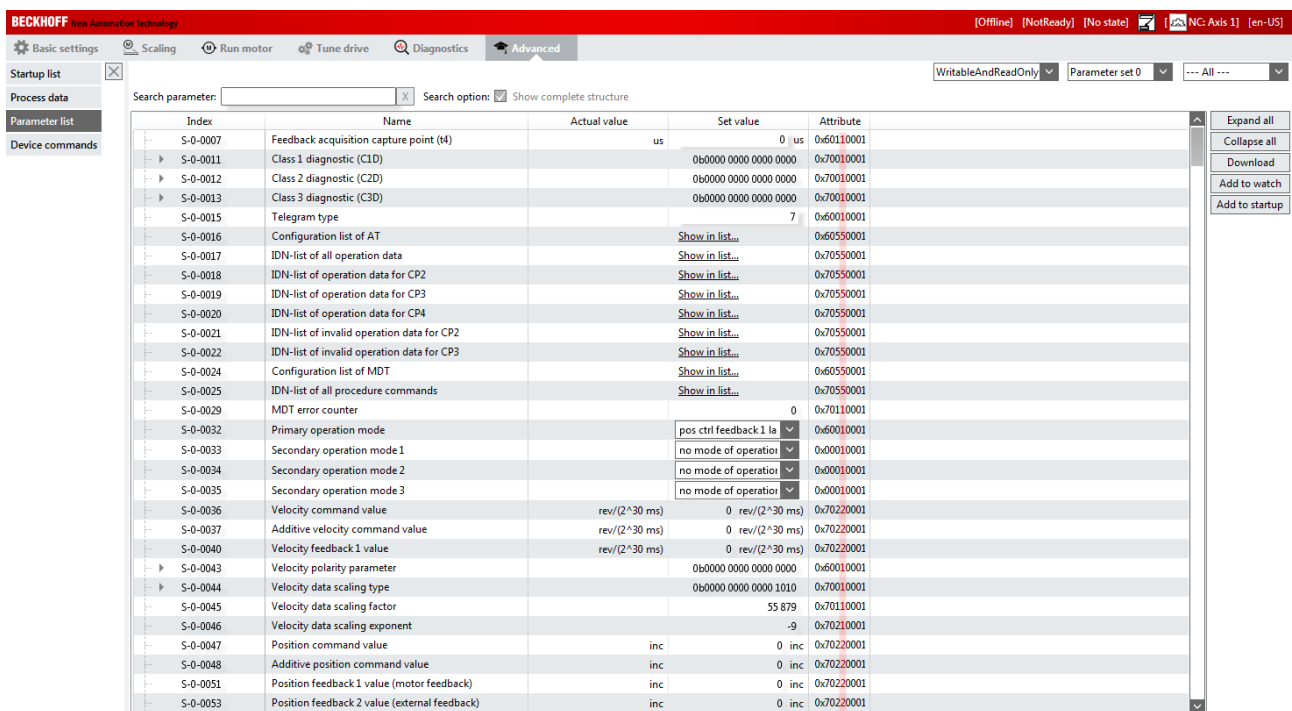 BECKHOFF New Automation Technology [Offline] [NotReady] [No state] [ NC: Axis 1] [en-US]
Basic settings Scaling Run motor Tune drive Diagnostics Advanced
Startup list WritableAndReadOnly Parameter set 0 --- All ---
Process data Search parameter: X Search option: Show complete structure
Parameter list Index Name Actual value Set value Attribute Expand all
Device commands S-0-0007 Feedback acquisition capture point (t4) us 0 us 0x60110001 Collapse all
S-0-0011 Class 1 diagnostic (C1D) 0b0000 0000 0000 0000 0x70010001 Download
S-0-0012 Class 2 diagnostic (C2D) 0b0000 0000 0000 0000 0x70010001 Add to watch
S-0-0013 Class 3 diagnostic (C3D) 0b0000 0000 0000 0000 0x70010001 Add to startup
S-0-0015 Telegram type 7 0x60010001
S-0-0016 Configuration list of AT Show in list... 0x60550001
S-0-0017 IDN-list of all operation data Show in list... 0x70550001
S-0-0018 IDN-list of operation data for CP2 Show in list... 0x70550001
S-0-0019 IDN-list of operation data for CP3 Show in list... 0x70550001
S-0-0020 IDN-list of operation data for CP4 Show in list... 0x70550001
S-0-0021 IDN-list of invalid operation data for CP2 Show in list... 0x70550001
S-0-0022 IDN-list of invalid operation data for CP3 Show in list... 0x70550001
S-0-0024 Configuration list of MDT Show in list... 0x60550001
S-0-0025 IDN-list of all procedure commands Show in list... 0x70550001
S-0-0029 MDT error counter 0 0x70110001
S-0-0032 Primary operation mode pos ctrl feedback 1 la 0x60010001
S-0-0033 Secondary operation mode 1 no mode of operation 0x00010001
S-0-0034 Secondary operation mode 2 no mode of operation 0x00010001
S-0-0035 Secondary operation mode 3 no mode of operation 0x00010001
S-0-0036 Velocity command value rev/(2^30 ms) 0 rev/(2^30 ms) 0x70220001
S-0-0037 Additive velocity command value rev/(2^30 ms) 0 rev/(2^30 ms) 0x70220001
S-0-0040 Velocity feedback 1 value rev/(2^30 ms) 0 rev/(2^30 ms) 0x70220001
S-0-0043 Velocity polarity parameter 0b0000 0000 0000 0000 0x60010001
S-0-0044 Velocity data scaling type 0b0000 0000 0000 1010 0x70010001
S-0-0045 Velocity data scaling factor 55 879 0x70110001
S-0-0046 Velocity data scaling exponent -9 0x70210001
S-0-0047 Position command value inc 0 inc 0x70220001
S-0-0048 Additive position command value inc 0 inc 0x70220001
S-0-0051 Position feedback 1 value (motor feedback) inc 0 inc 0x70220001
S-0-0053 Position feedback 2 value (external feedback) inc 0 inc 0x70220001